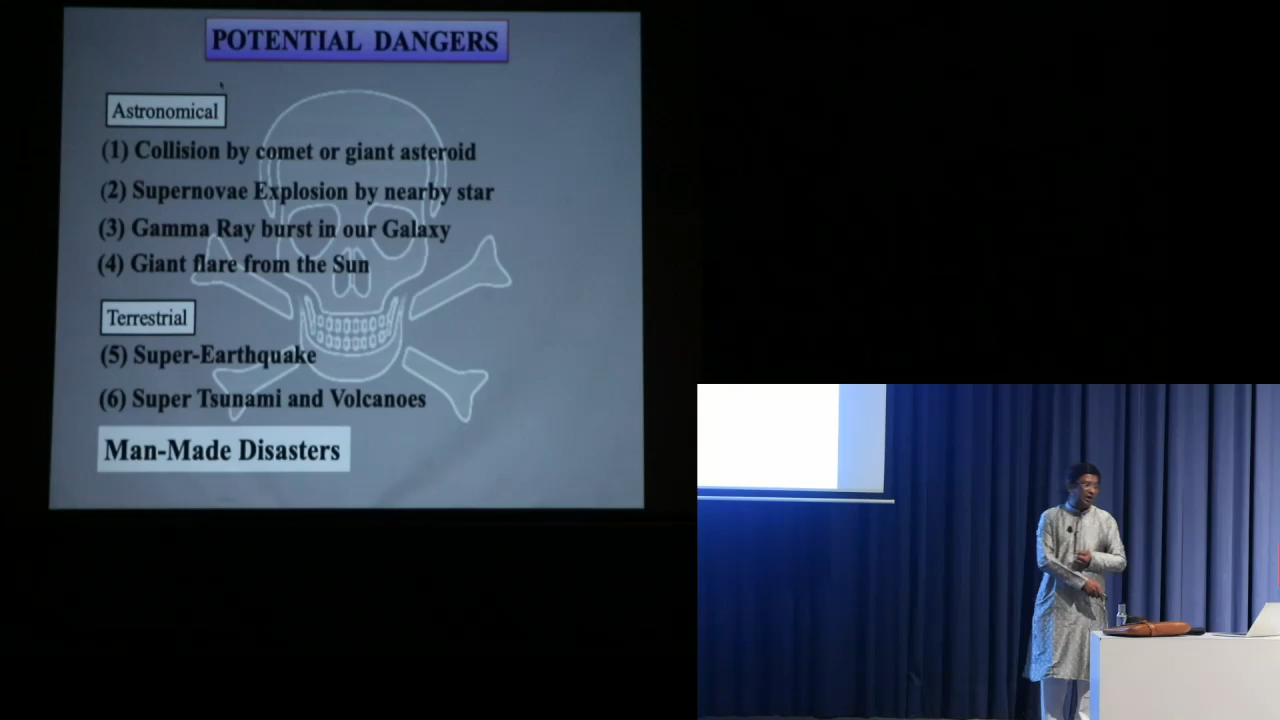 POTENTIAL DANGERS
Astronomical
(1) Collision by comet or giant asteroid
(2) Supernovae Explosion by nearby star
(3) Gamma Ray burst in our Galaxy
(4) Giant flare from the Sun
Terrestrial
(5) Super-Earthquake
(6) Super Tsunami and Volcanoes
Man-Made Disasters